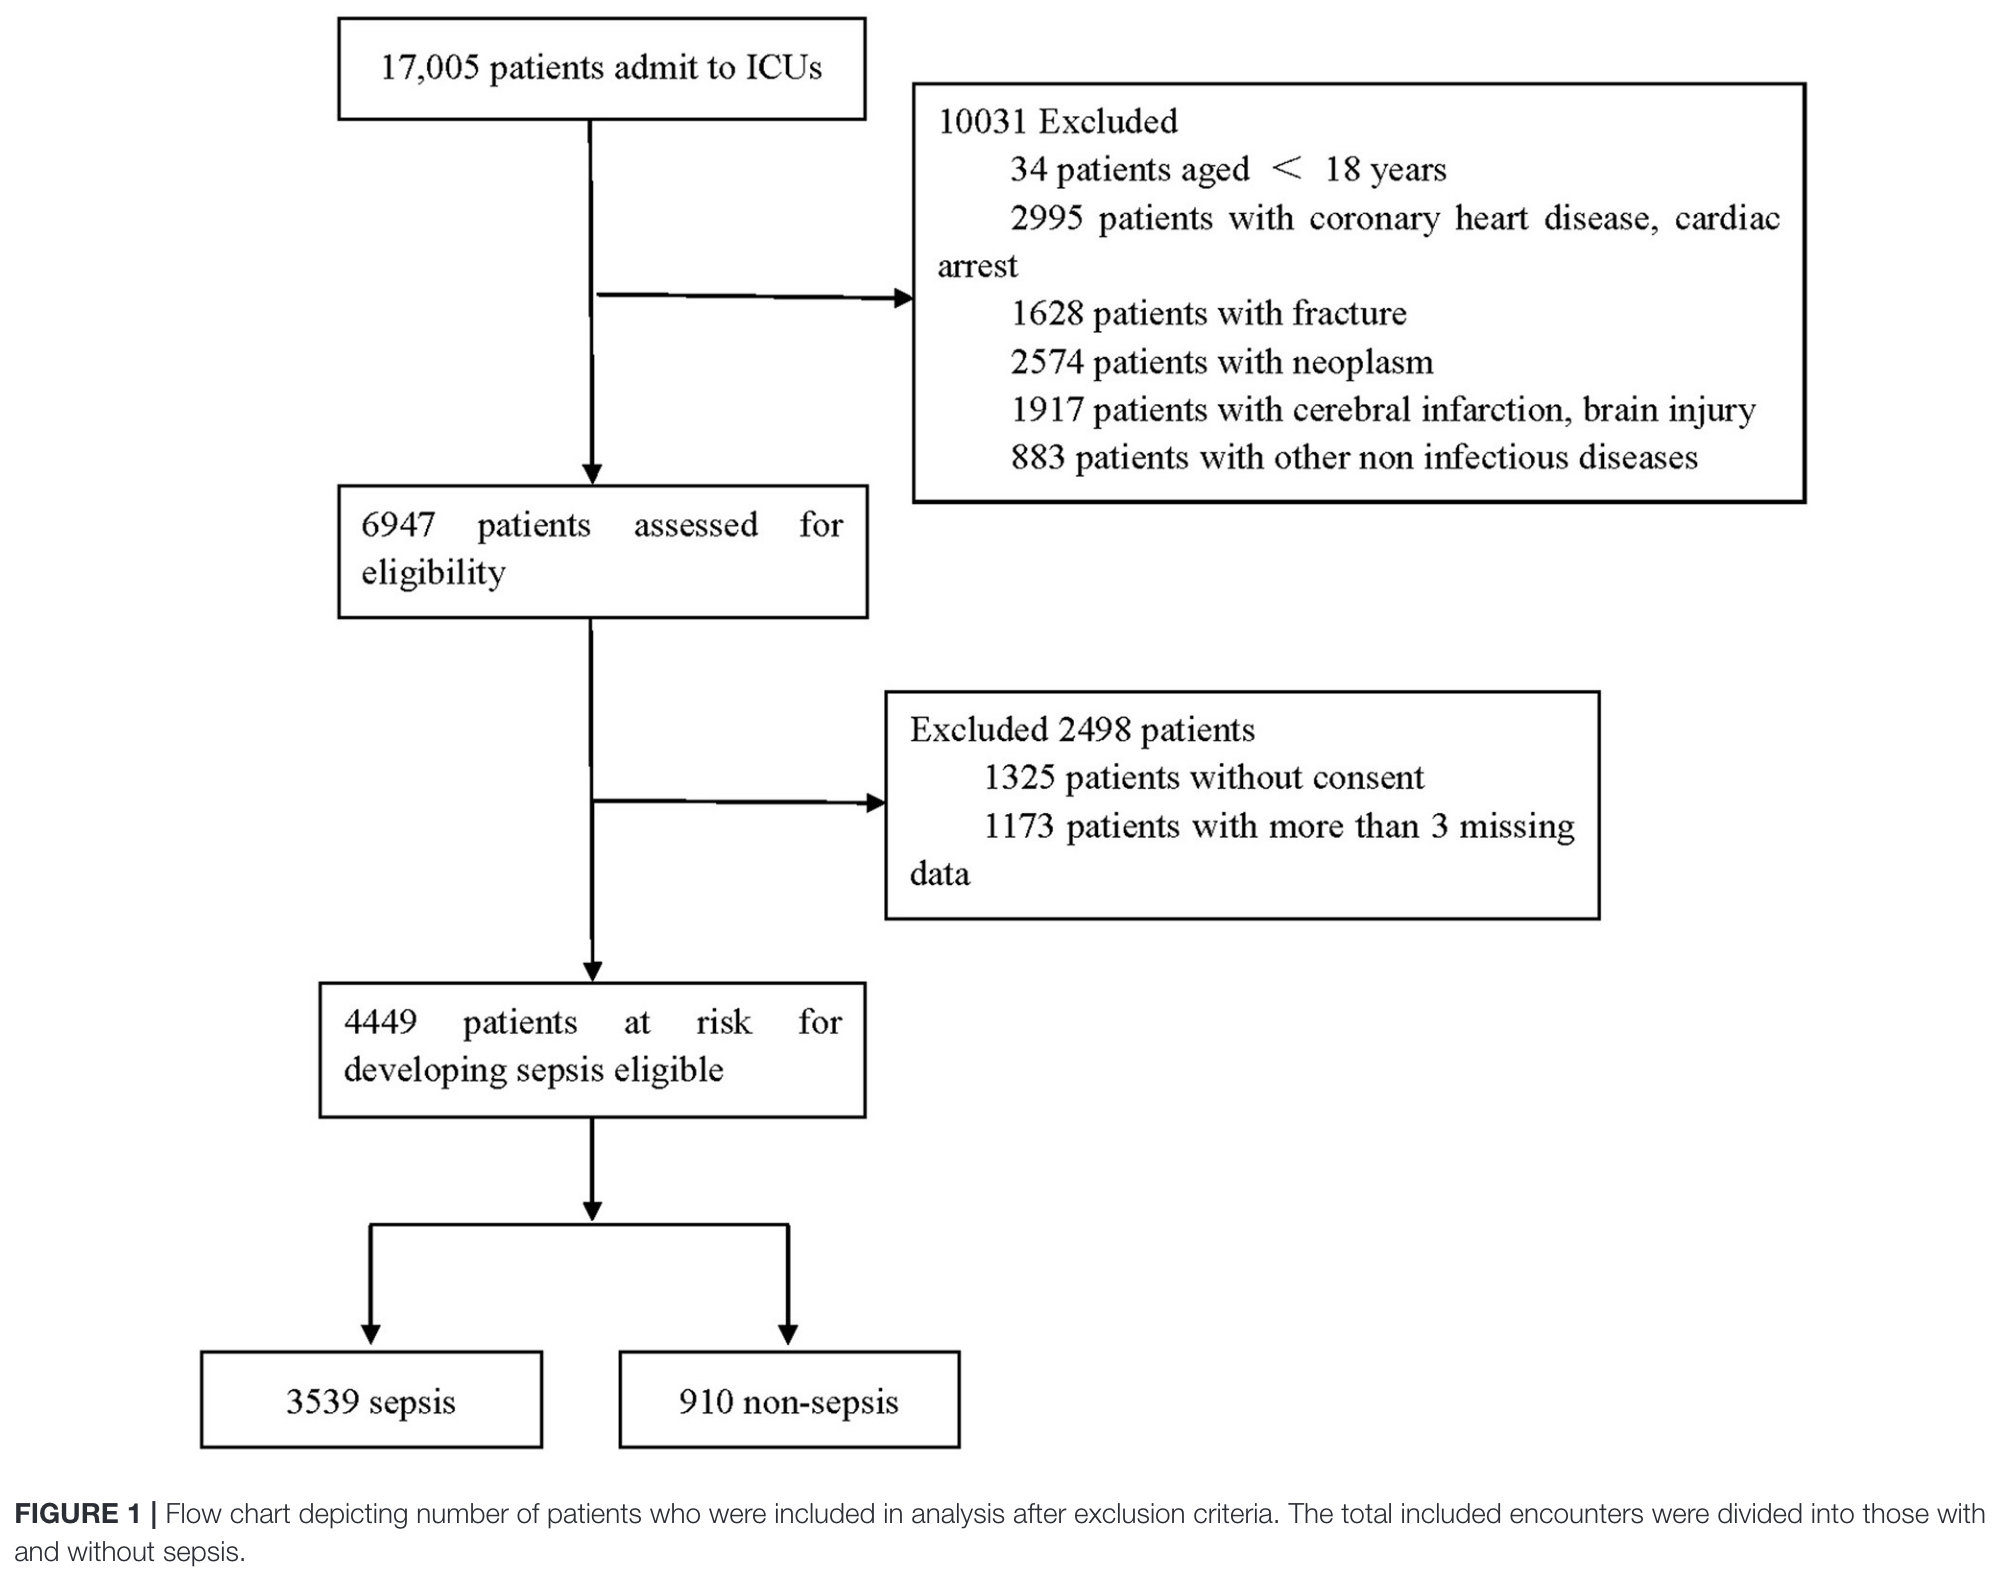 17,005 patients admit to ICUs
10031 Excluded
34 patients aged < 18 years
2995 patients with coronary heart disease, cardiac
arrest
1628 patients with fracture
2574 patients with neoplasm
1917 patients with cerebral infarction, brain injury
883 patients with other non infectious diseases
6947 patients assessed for
eligibility
Excluded 2498 patients
1325 patients without consent
1173 patients with more than 3 missing
data
4449 patients at risk for
developing sepsis eligible
3539 sepsis
910 non-sepsis
FIGURE 1 | Flow chart depicting number of patients who were included in analysis after exclusion criteria. The total included encounters were divided into those with
and without sepsis.